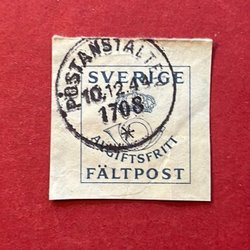 POSTANSTALTEN
SVERIGE
10.12.4
1708
AVGIFTSFRITT
FÄLTPOST